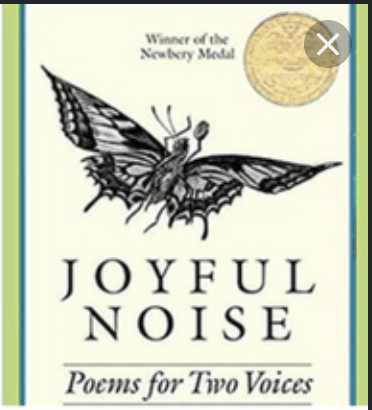 Winner of the
Newbery Medal
JOYFUL
NOISE
Poems for Two Voices